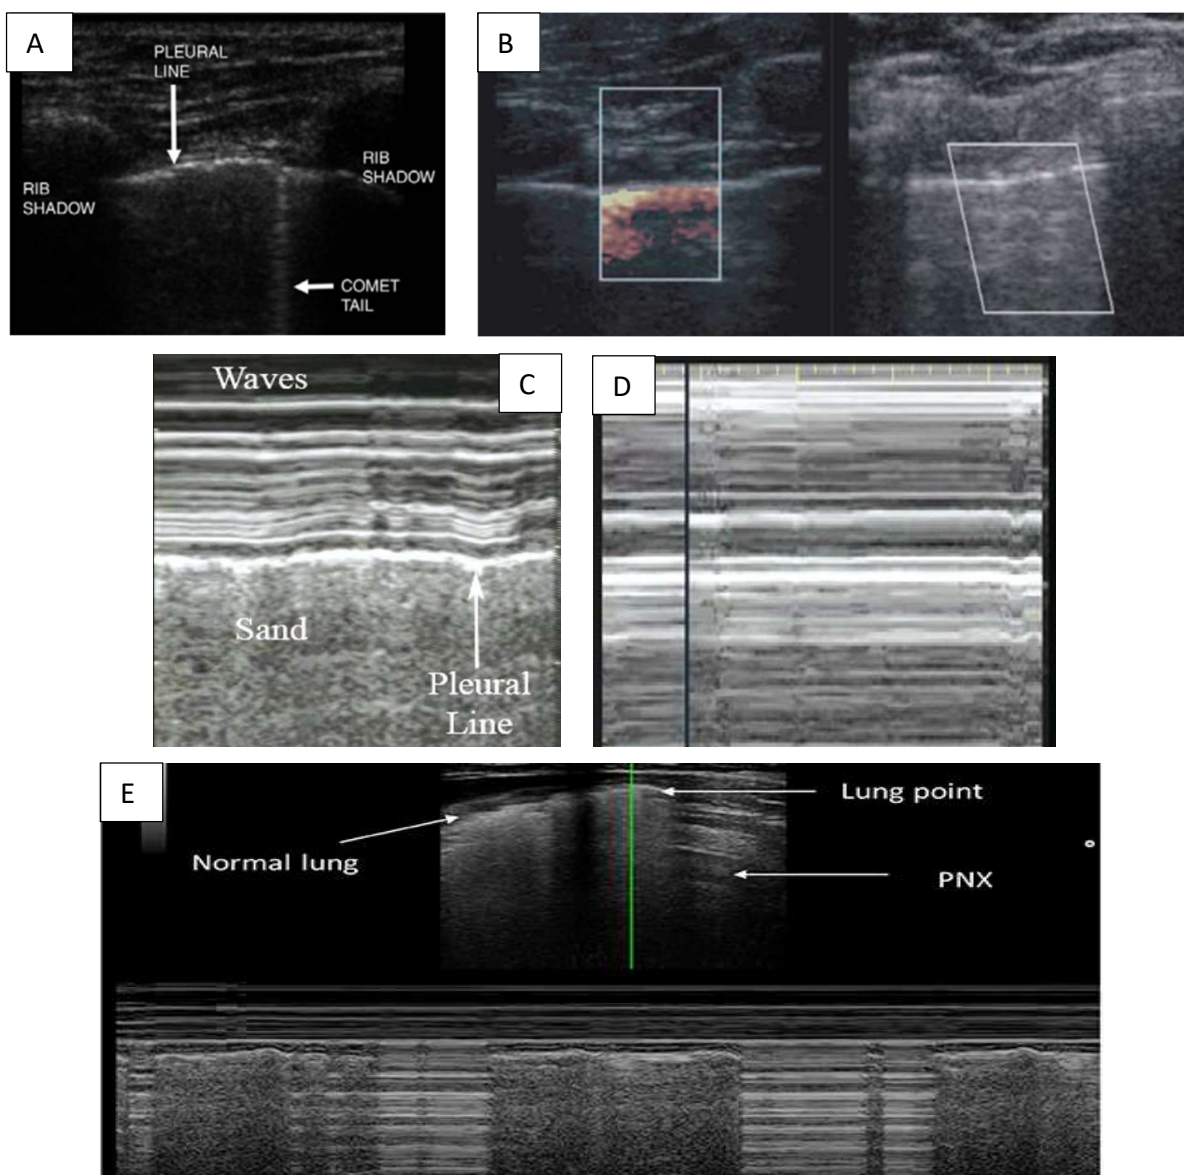 A
PLEURAL
LINE
RIB
SHADOW
RIB
SHADOW
COMET
TAIL
B
Waves
C
Sand
Pleural
Line
D
E
Lung point
Normal lung
PNX